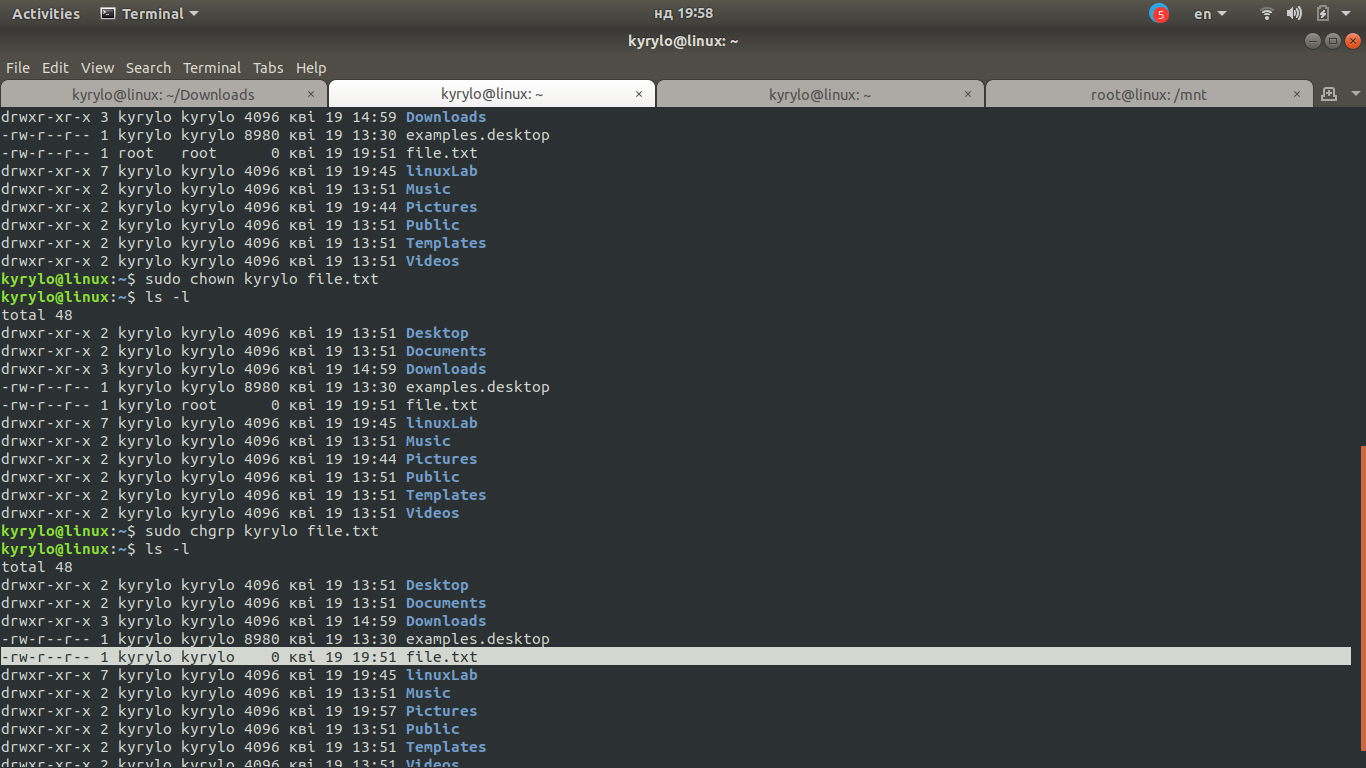 Activities Terminal нд 19:58 5 en
kyrylo@linux: ~
File Edit View Search Terminal Tabs Help
kyrylo@linux: ~/Downloads × kyrylo@linux: ~ × kyrylo@linux: ~ × root@linux: /mnt ×
drwxr-xr-x 3 kyrylo kyrylo 4096 кві 19 14:59 Downloads
-rw-r--r-- 1 kyrylo kyrylo 8980 кві 19 13:30 examples.desktop
-rw-r--r-- 1 root   root      0 кві 19 19:51 file.txt
drwxr-xr-x 7 kyrylo kyrylo 4096 кві 19 19:45 linuxLab
drwxr-xr-x 2 kyrylo kyrylo 4096 кві 19 13:51 Music
drwxr-xr-x 2 kyrylo kyrylo 4096 кві 19 19:44 Pictures
drwxr-xr-x 2 kyrylo kyrylo 4096 кві 19 13:51 Public
drwxr-xr-x 2 kyrylo kyrylo 4096 кві 19 13:51 Templates
drwxr-xr-x 2 kyrylo kyrylo 4096 кві 19 13:51 Videos
kyrylo@linux:~$ sudo chown kyrylo file.txt
kyrylo@linux:~$ ls -l
total 48
drwxr-xr-x 2 kyrylo kyrylo 4096 кві 19 13:51 Desktop
drwxr-xr-x 2 kyrylo kyrylo 4096 кві 19 13:51 Documents
drwxr-xr-x 3 kyrylo kyrylo 4096 кві 19 14:59 Downloads
-rw-r--r-- 1 kyrylo kyrylo 8980 кві 19 13:30 examples.desktop
-rw-r--r-- 1 kyrylo root      0 кві 19 19:51 file.txt
drwxr-xr-x 7 kyrylo kyrylo 4096 кві 19 19:45 linuxLab
drwxr-xr-x 2 kyrylo kyrylo 4096 кві 19 13:51 Music
drwxr-xr-x 2 kyrylo kyrylo 4096 кві 19 19:44 Pictures
drwxr-xr-x 2 kyrylo kyrylo 4096 кві 19 13:51 Public
drwxr-xr-x 2 kyrylo kyrylo 4096 кві 19 13:51 Templates
drwxr-xr-x 2 kyrylo kyrylo 4096 кві 19 13:51 Videos
kyrylo@linux:~$ sudo chgrp kyrylo file.txt
kyrylo@linux:~$ ls -l
total 48
drwxr-xr-x 2 kyrylo kyrylo 4096 кві 19 13:51 Desktop
drwxr-xr-x 2 kyrylo kyrylo 4096 кві 19 13:51 Documents
drwxr-xr-x 3 kyrylo kyrylo 4096 кві 19 14:59 Downloads
-rw-r--r-- 1 kyrylo kyrylo 8980 кві 19 13:30 examples.desktop
-rw-r--r-- 1 kyrylo kyrylo    0 кві 19 19:51 file.txt
drwxr-xr-x 7 kyrylo kyrylo 4096 кві 19 19:45 linuxLab
drwxr-xr-x 2 kyrylo kyrylo 4096 кві 19 13:51 Music
drwxr-xr-x 2 kyrylo kyrylo 4096 кві 19 19:57 Pictures
drwxr-xr-x 2 kyrylo kyrylo 4096 кві 19 13:51 Public
drwxr-xr-x 2 kyrylo kyrylo 4096 кві 19 13:51 Templates
drwxr-xr-x 2 kyrylo kyrylo 4096 кві 19 13:51 Videos